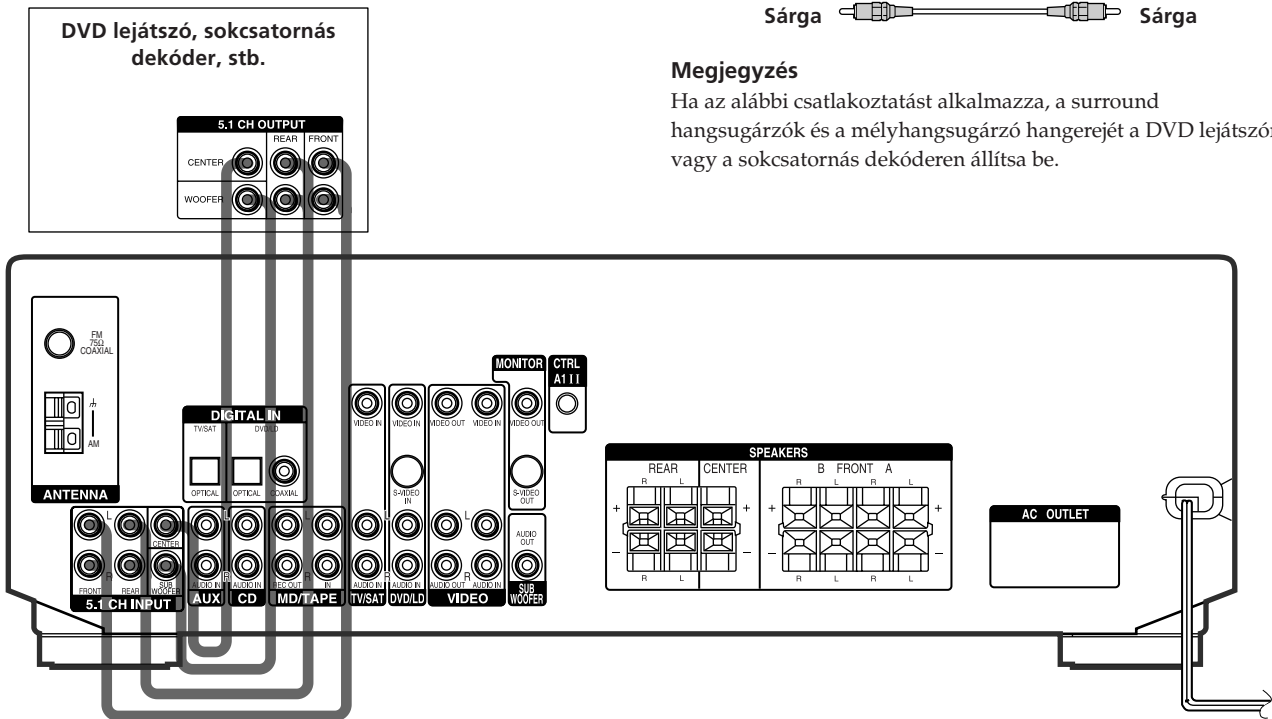 Sárga Sárga
DVD lejátszó, sokcsatornás
dekóder, stb.
Megjegyzés
Ha az alábbi csatlakoztatást alkalmazza, a surround
hangsugárzók és a mélyhangsugárzó hangerejét a DVD
vagy a sokcsatornás dekóderen állítsa be.
5.1 CH OUTPUT
REAR FRONT
CENTER
WOOFER
FM
75Ω
COAXIAL
AM
ANTENNA
DIGITAL IN
TV/SAT DVD/LD
OPTICAL OPTICAL COAXIAL
MONITOR CTRL
A1II
VIDEO IN VIDEO IN VIDEO OUT VIDEO IN VIDEO OUT
S-VIDEO
IN
S-VIDEO
OUT
L L L L L
CENTER
AUDIO
OUT
R R R R R
FRONT REAR SUB
WOOFER
AUDIO IN AUDIO IN REC OUT IN AUDIO IN AUDIO IN AUDIO OUT AUDIO IN
5.1 CH INPUT AUX CD MD/TAPE TV/SAT DVD/LD VIDEO SUB
WOOFER
SPEAKERS
REAR CENTER B FRONT A
R L R L R L
+ + + +
– – – –
R L R L R L
AC OUTLET